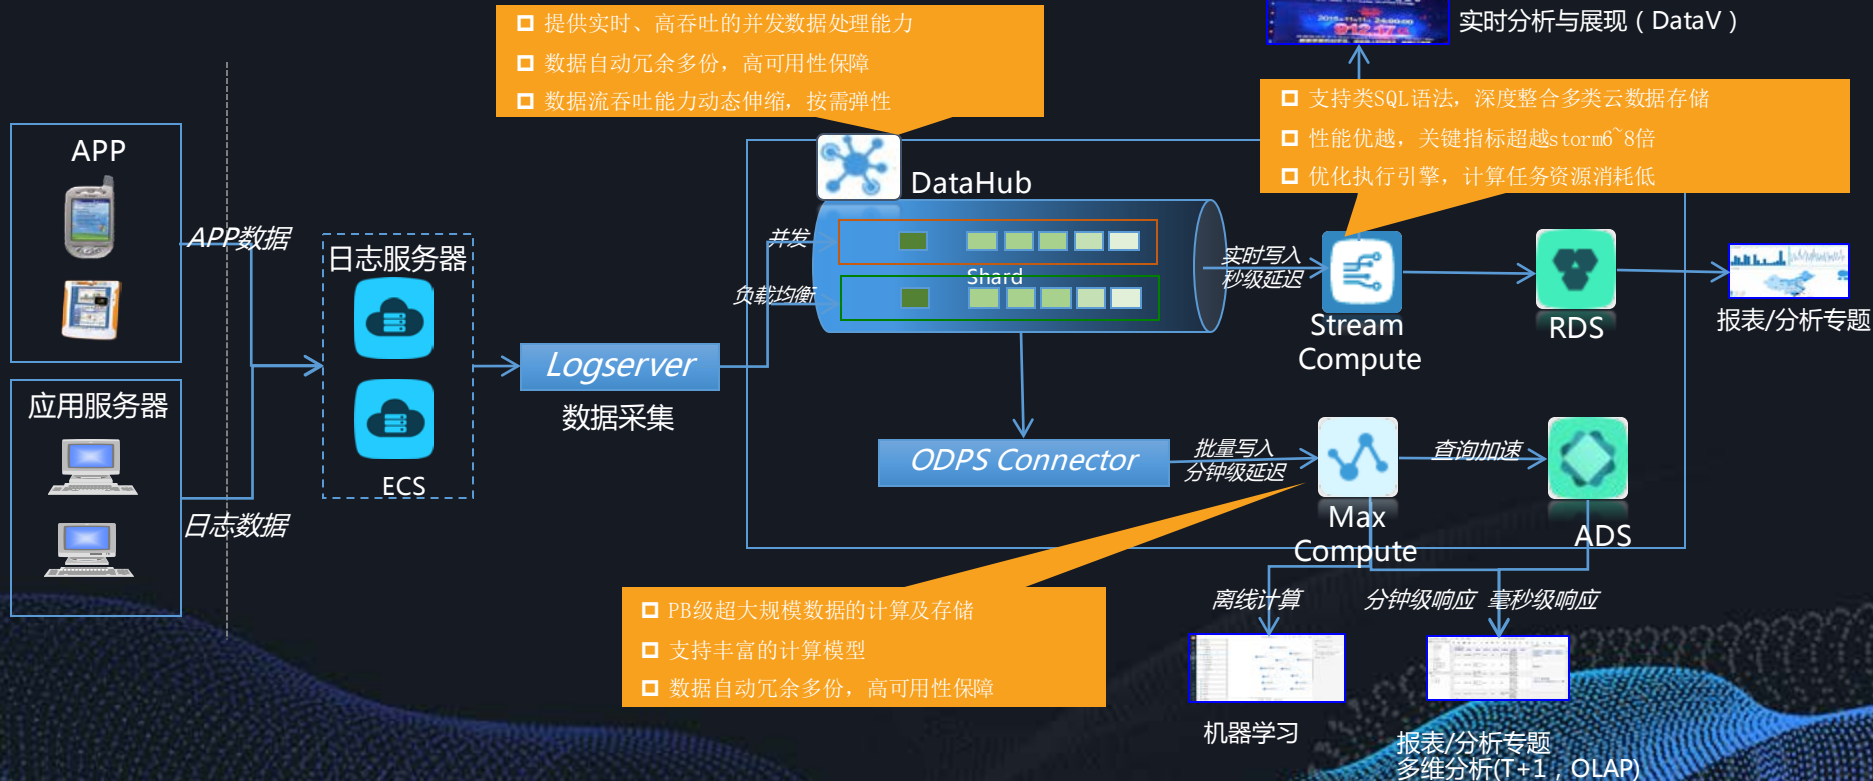 提供实时、高吞吐的并发数据处理能力
数据自动冗余多份，高可用性保障
数据流吞吐能力动态伸缩，按需弹性
实时分析与展现（DataV）
支持类SQL语法，深度整合多类云数据存储
性能优越，关键指标超越storm6~8倍
优化执行引擎，计算任务资源消耗低
APP
APP数据
应用服务器
日志数据
日志服务器
ECS
Logserver
数据采集
并发
负载均衡
DataHub
Shard
实时写入
秒级延迟
Stream
Compute
RDS
报表/分析专题
ODPS Connector
批量写入
分钟级延迟
Max
Compute
查询加速
ADS
PB级超大规模数据的计算及存储
支持丰富的计算模型
数据自动冗余多份，高可用性保障
离线计算
分钟级响应
毫秒级响应
机器学习
报表/分析专题
多维分析(T+1，OLAP)